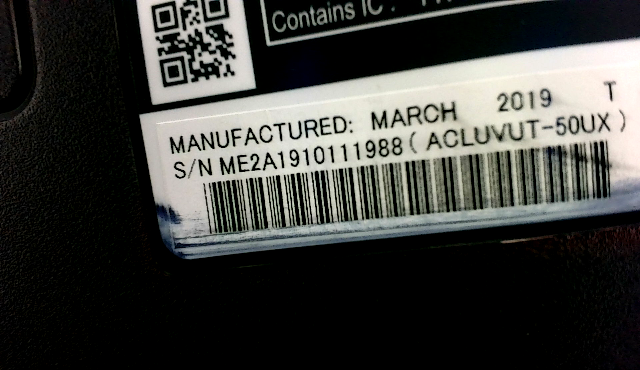 Contains IC :
MANUFACTURED: MARCH 2019 T
S/N ME2A1910111988 ( ACLUVUT-50UX )